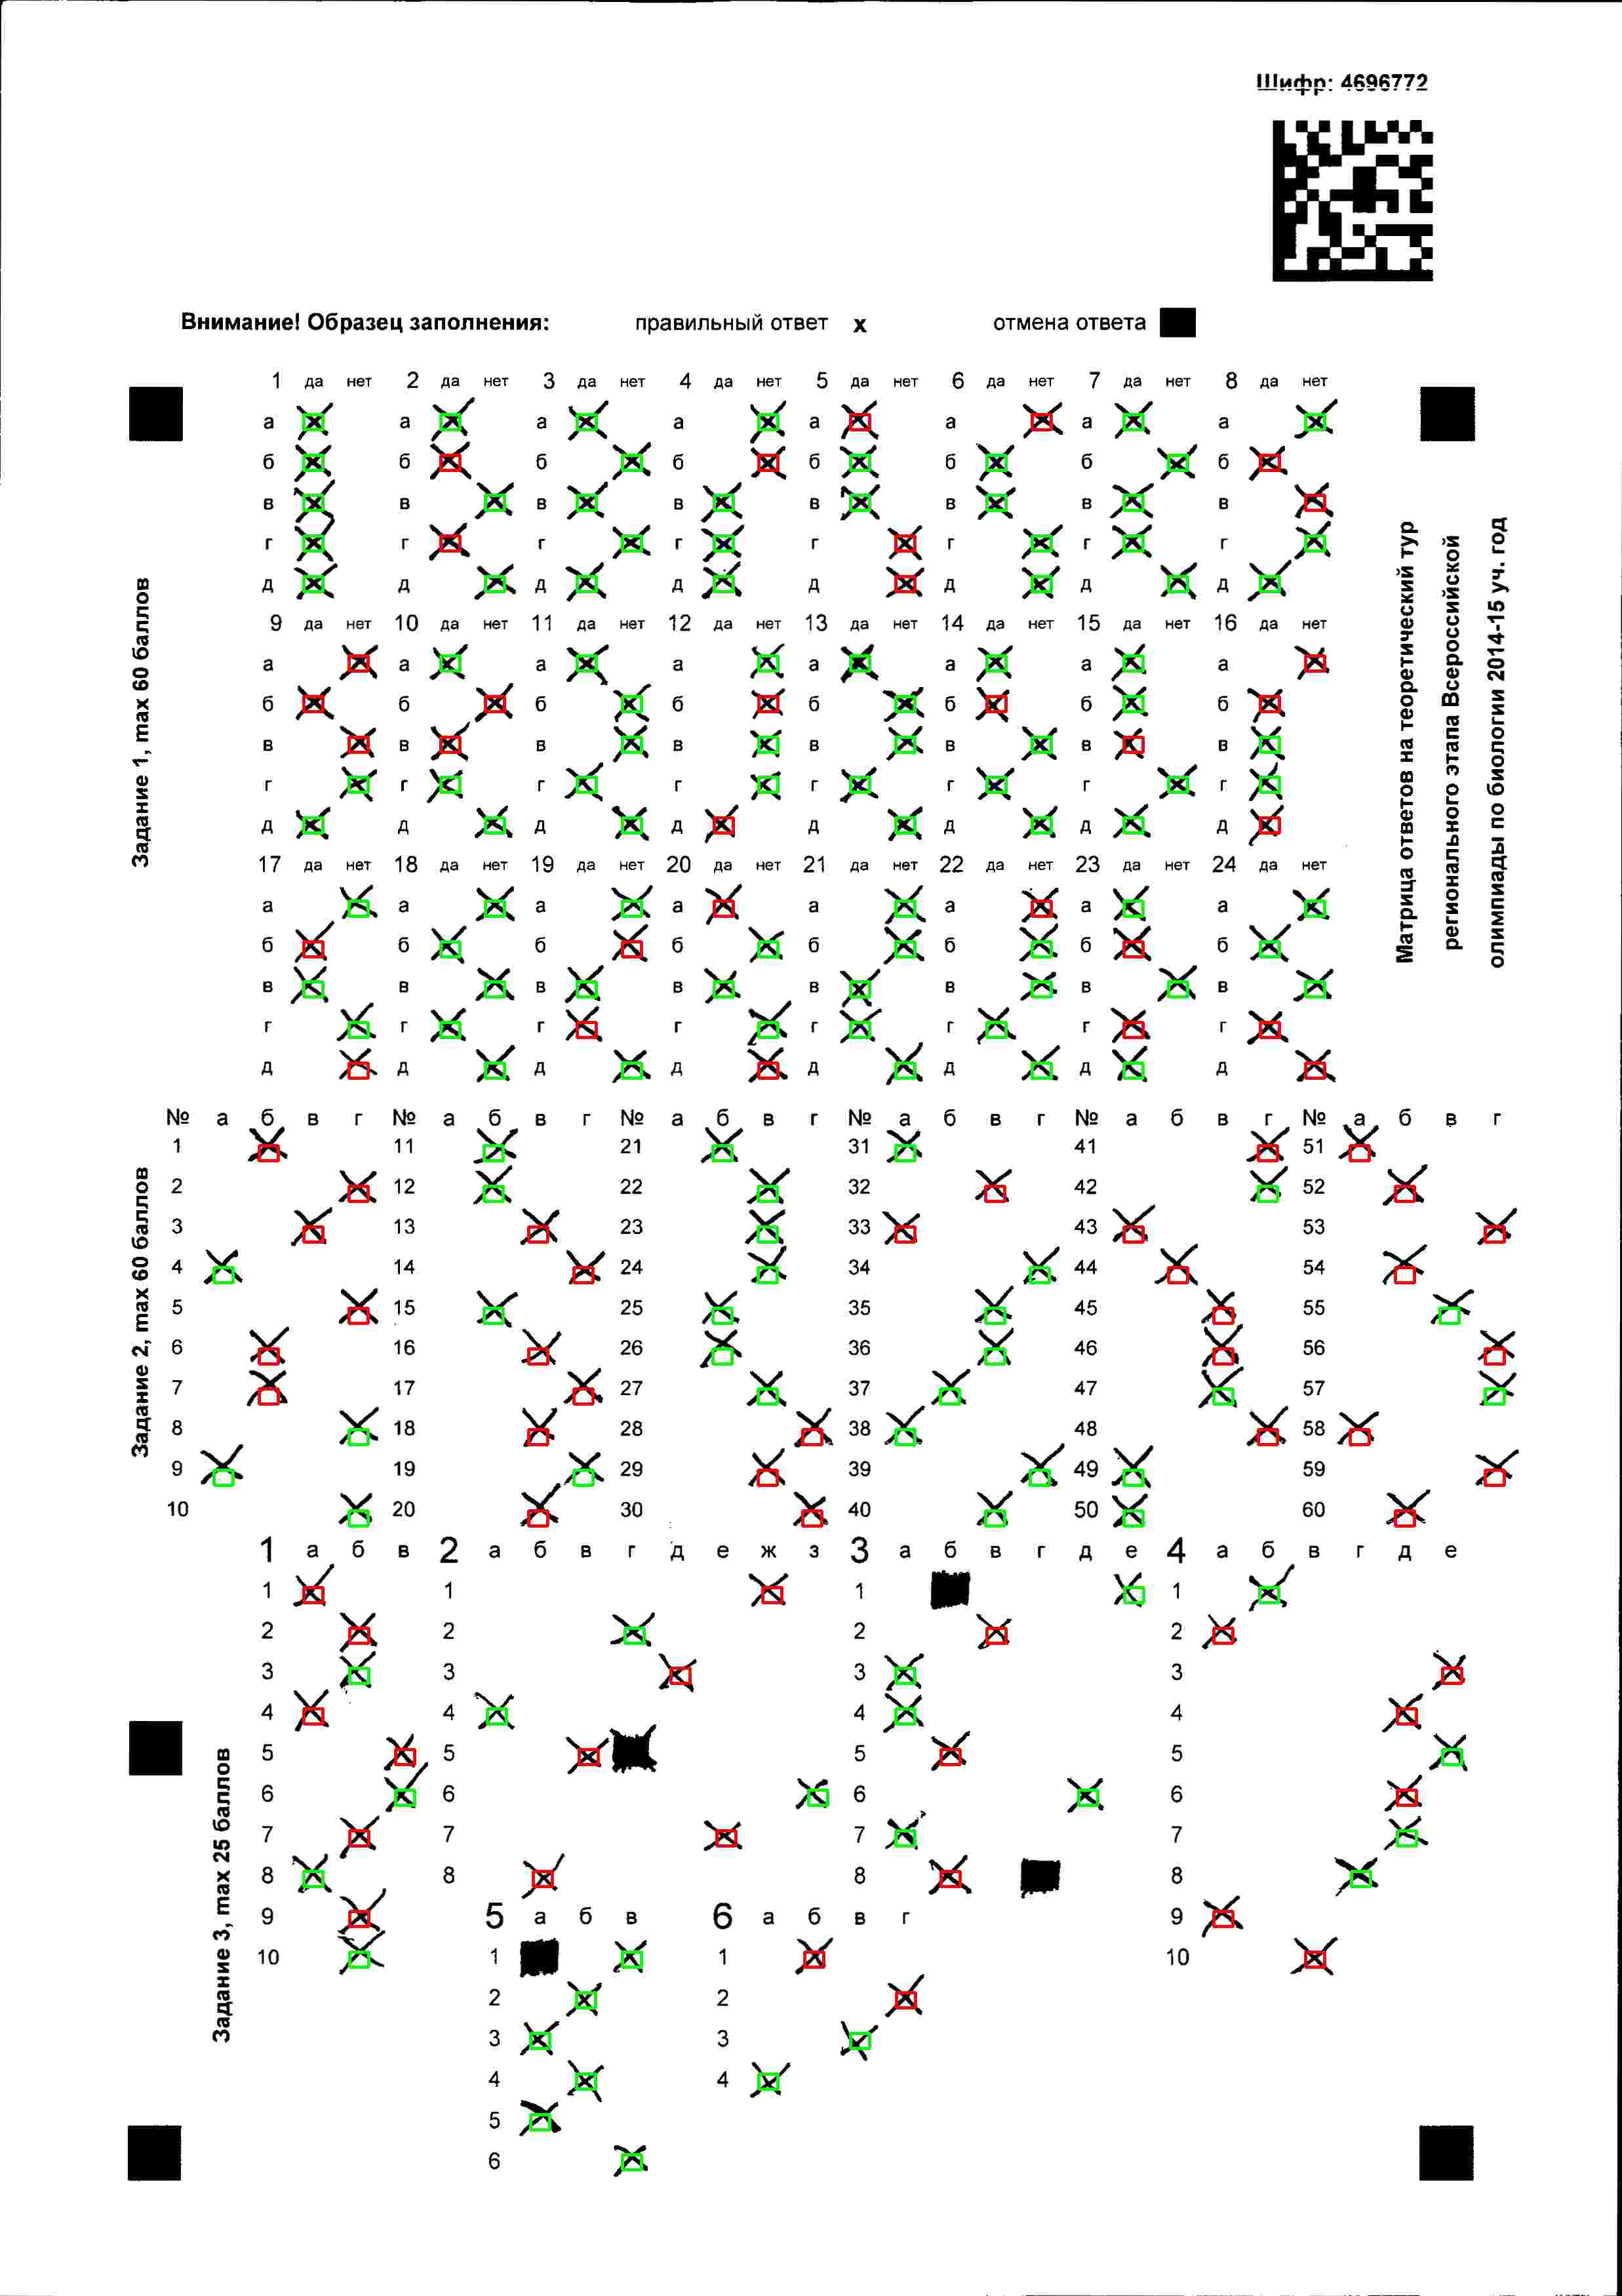 Шифр: 4696772
Внимание! Образец заполнения: правильный ответ х отмена ответа
Матрица ответов на теоретический тур
регионального этапа Всероссийской
олимпиады по биологии 2014-15 уч. год
Задание 1, max 60 баллов
1 да нет 2 да нет 3 да нет 4 да нет 5 да нет 6 да нет 7 да нет 8 да нет
а а а а а а а а
б б б б б б б б
в в в в в в в в
г г г г г г г г
д д д д д д д д
9 да нет 10 да нет 11 да нет 12 да нет 13 да нет 14 да нет 15 да нет 16 да нет
а а а а а а а а
б б б б б б б б
в в в в в в в в
г г г г г г г г
д д д д д д д д
17 да нет 18 да нет 19 да нет 20 да нет 21 да нет 22 да нет 23 да нет 24 да нет
а а а а а а а а
б б б б б б б б
в в в в в в в в
г г г г г г г г
д д д д д д д д
Задание 2, max 60 баллов
№ а б в г № а б в г № а б в г № а б в г № а б в г № а б в г
1 11 21 31 41 51
2 12 22 32 42 52
3 13 23 33 43 53
4 14 24 34 44 54
5 15 25 35 45 55
6 16 26 36 46 56
7 17 27 37 47 57
8 18 28 38 48 58
9 19 29 39 49 59
10 20 30 40 50 60
Задание 3, max 25 баллов
1 а б в 2 а б в г д е ж з 3 а б в г д е 4 а б в г д е
1 1 1 1
2 2 2 2
3 3 3 3
4 4 4 4
5 5 5 5
6 6 6 6
7 7 7 7
8 8 8 8
9 5 а б в 6 а б в г 9
10 1 1 10
2 2
3 3
4 4
5
6